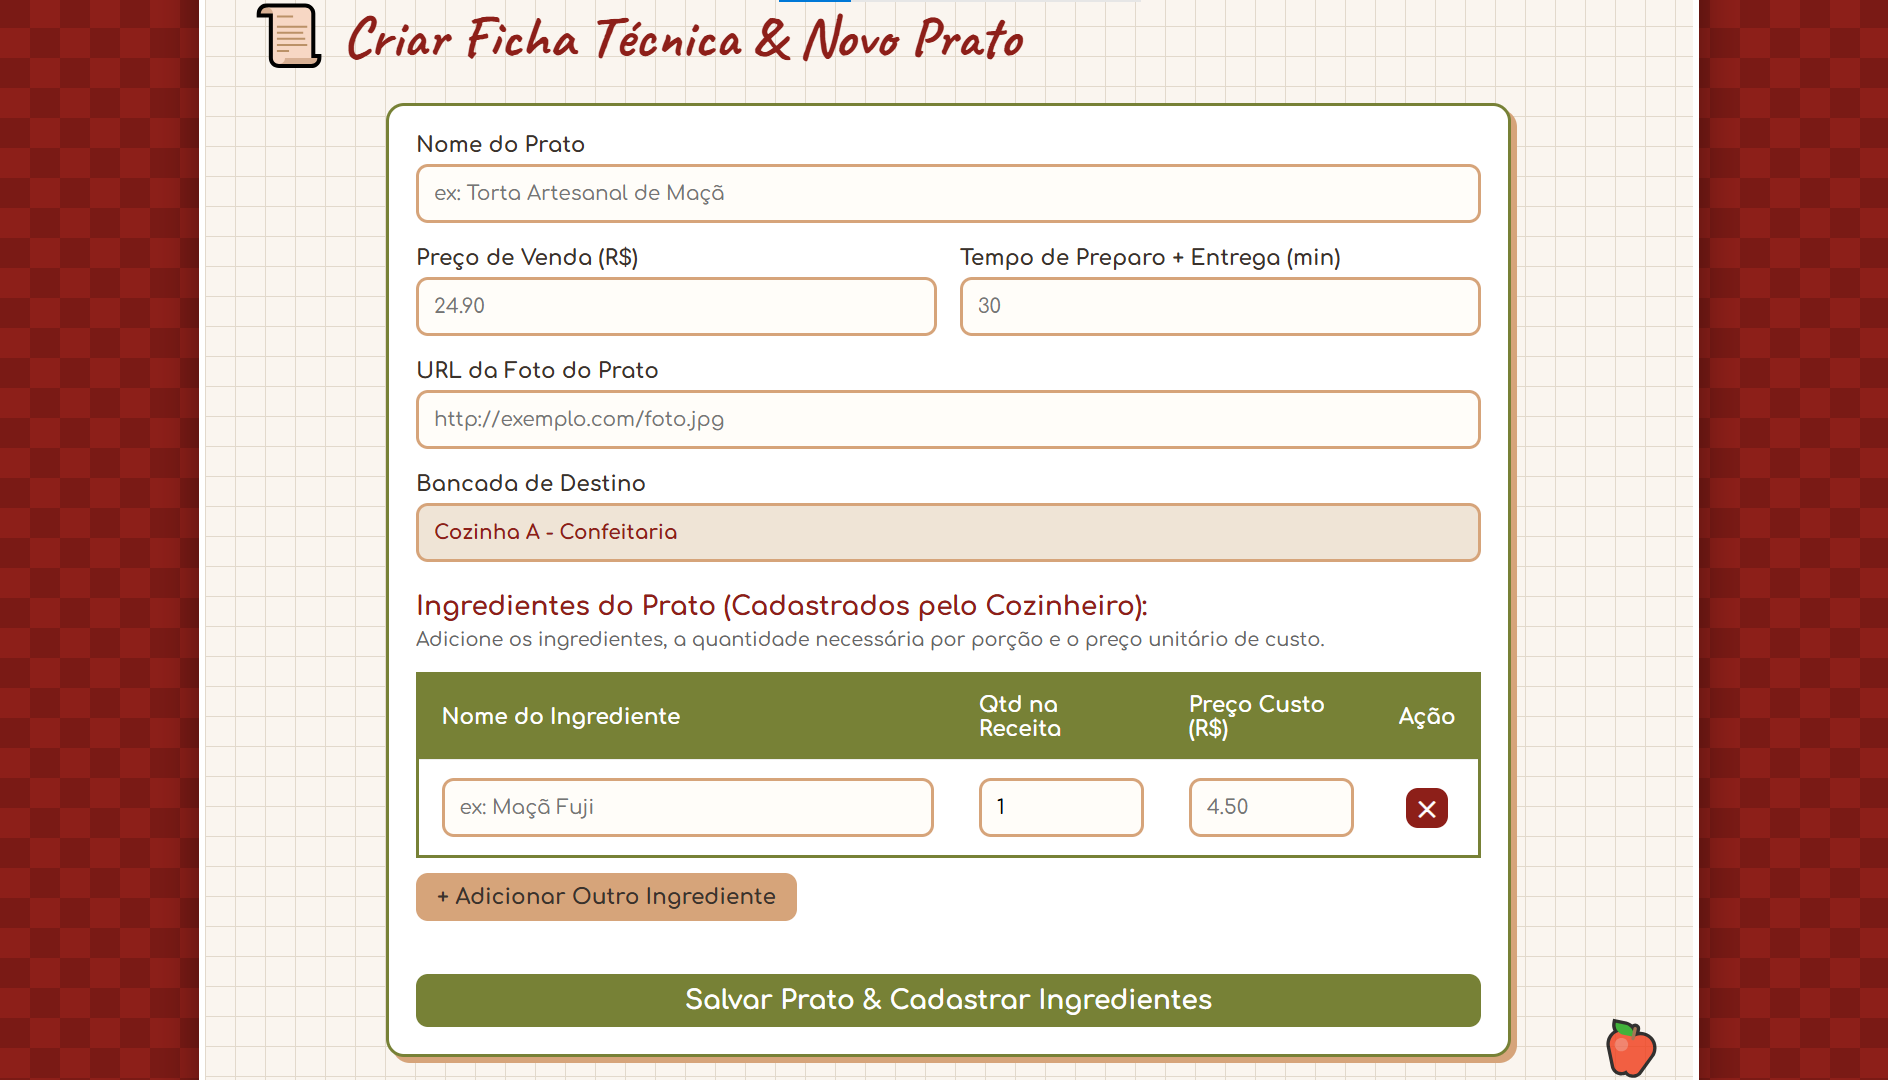 Criar Ficha Técnica & Novo Prato
Nome do Prato
ex: Torta Artesanal de Maçã
Preço de Venda (R$)
Tempo de Preparo + Entrega (min)
24.90
30
URL da Foto do Prato
http://exemplo.com/foto.jpg
Bancada de Destino
Cozinha A - Confeitaria
Ingredientes do Prato (Cadastrados pelo Cozinheiro):
Adicione os ingredientes, a quantidade necessária por porção e o preço unitário de custo.
Nome do Ingrediente
Qtd na
Receita
Preço Custo
(R$)
Ação
ex: Maçã Fuji
1
4.50
+ Adicionar Outro Ingrediente
Salvar Prato & Cadastrar Ingredientes